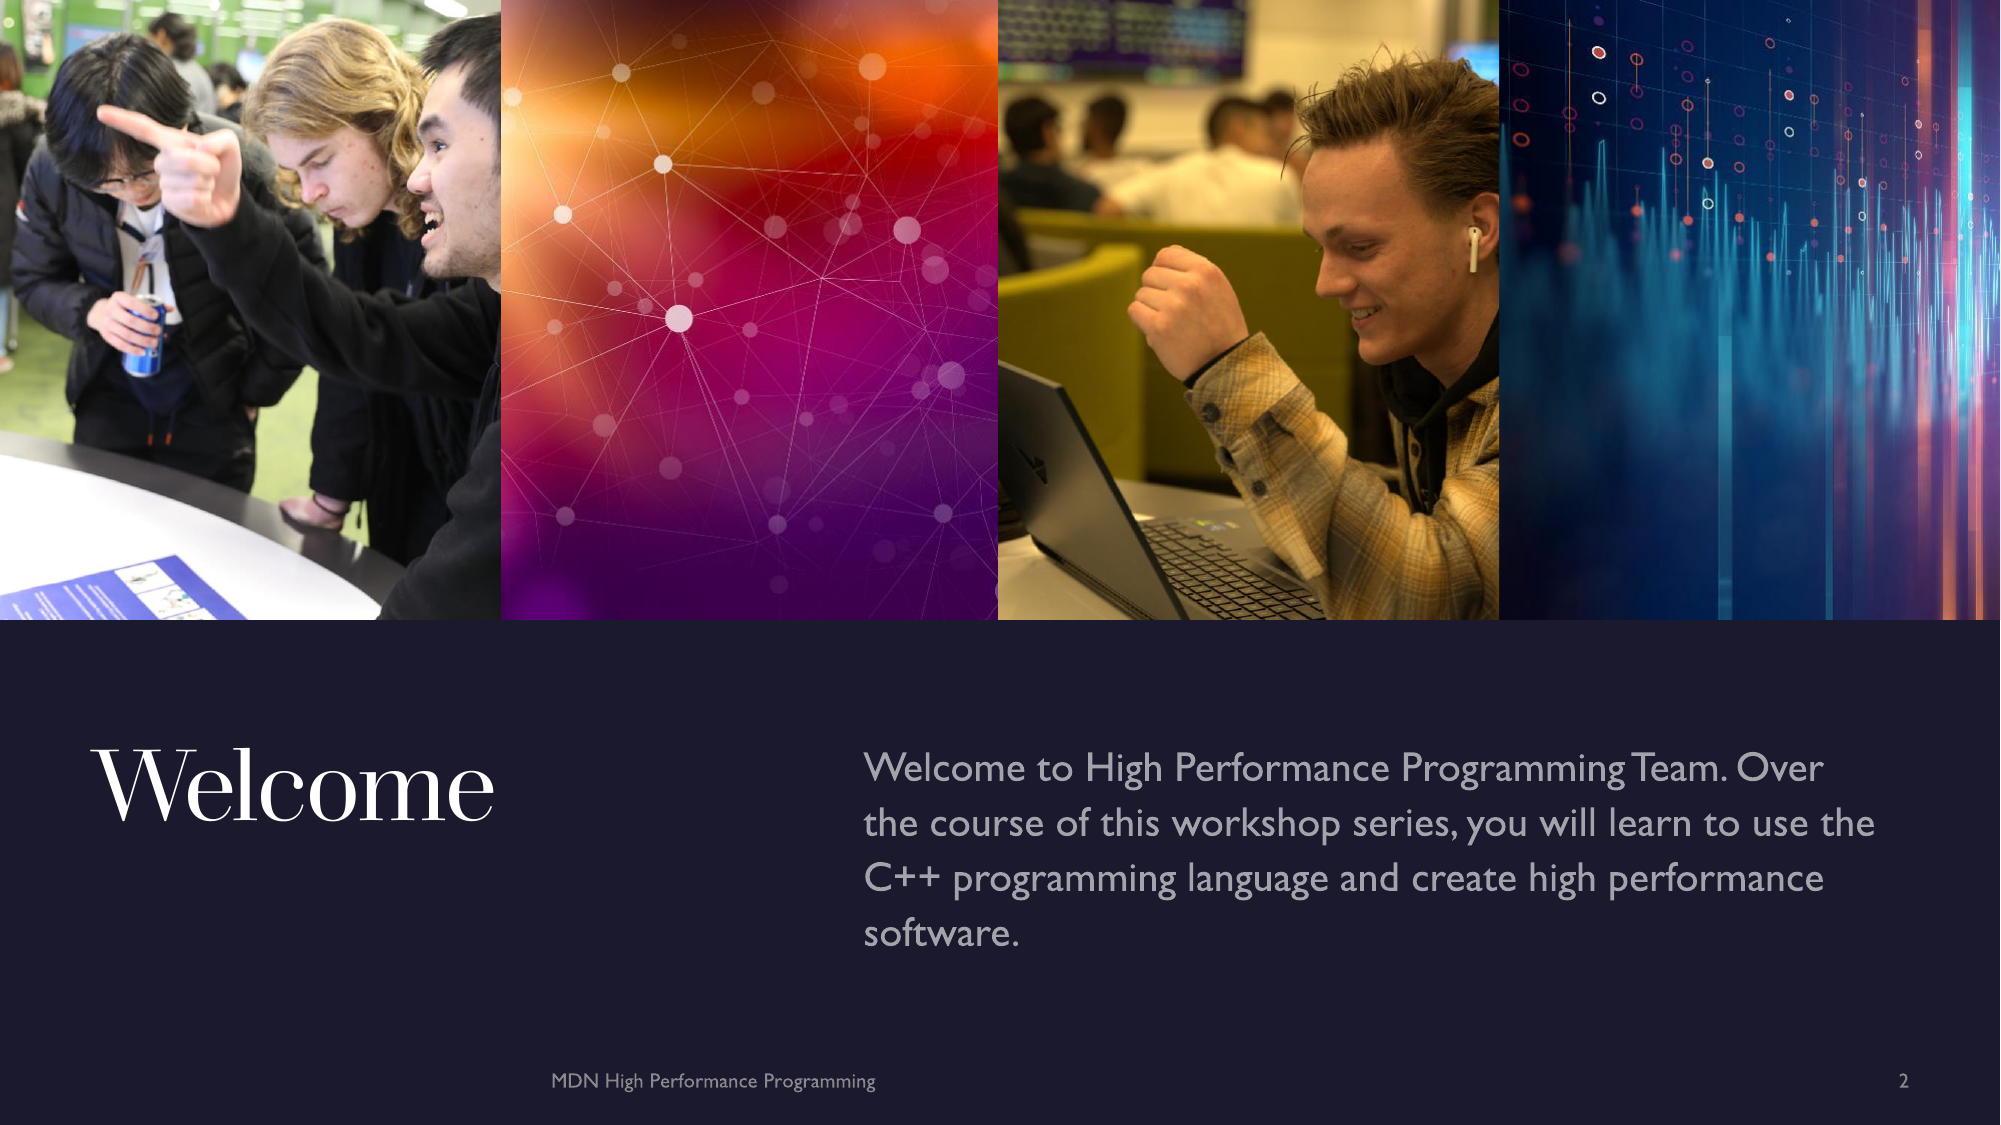 Welcome
Welcome to High Performance Programming Team. Over
the course of this workshop series, you will learn to use the
C++ programming language and create high performance
software.
MDN High Performance Programming
2